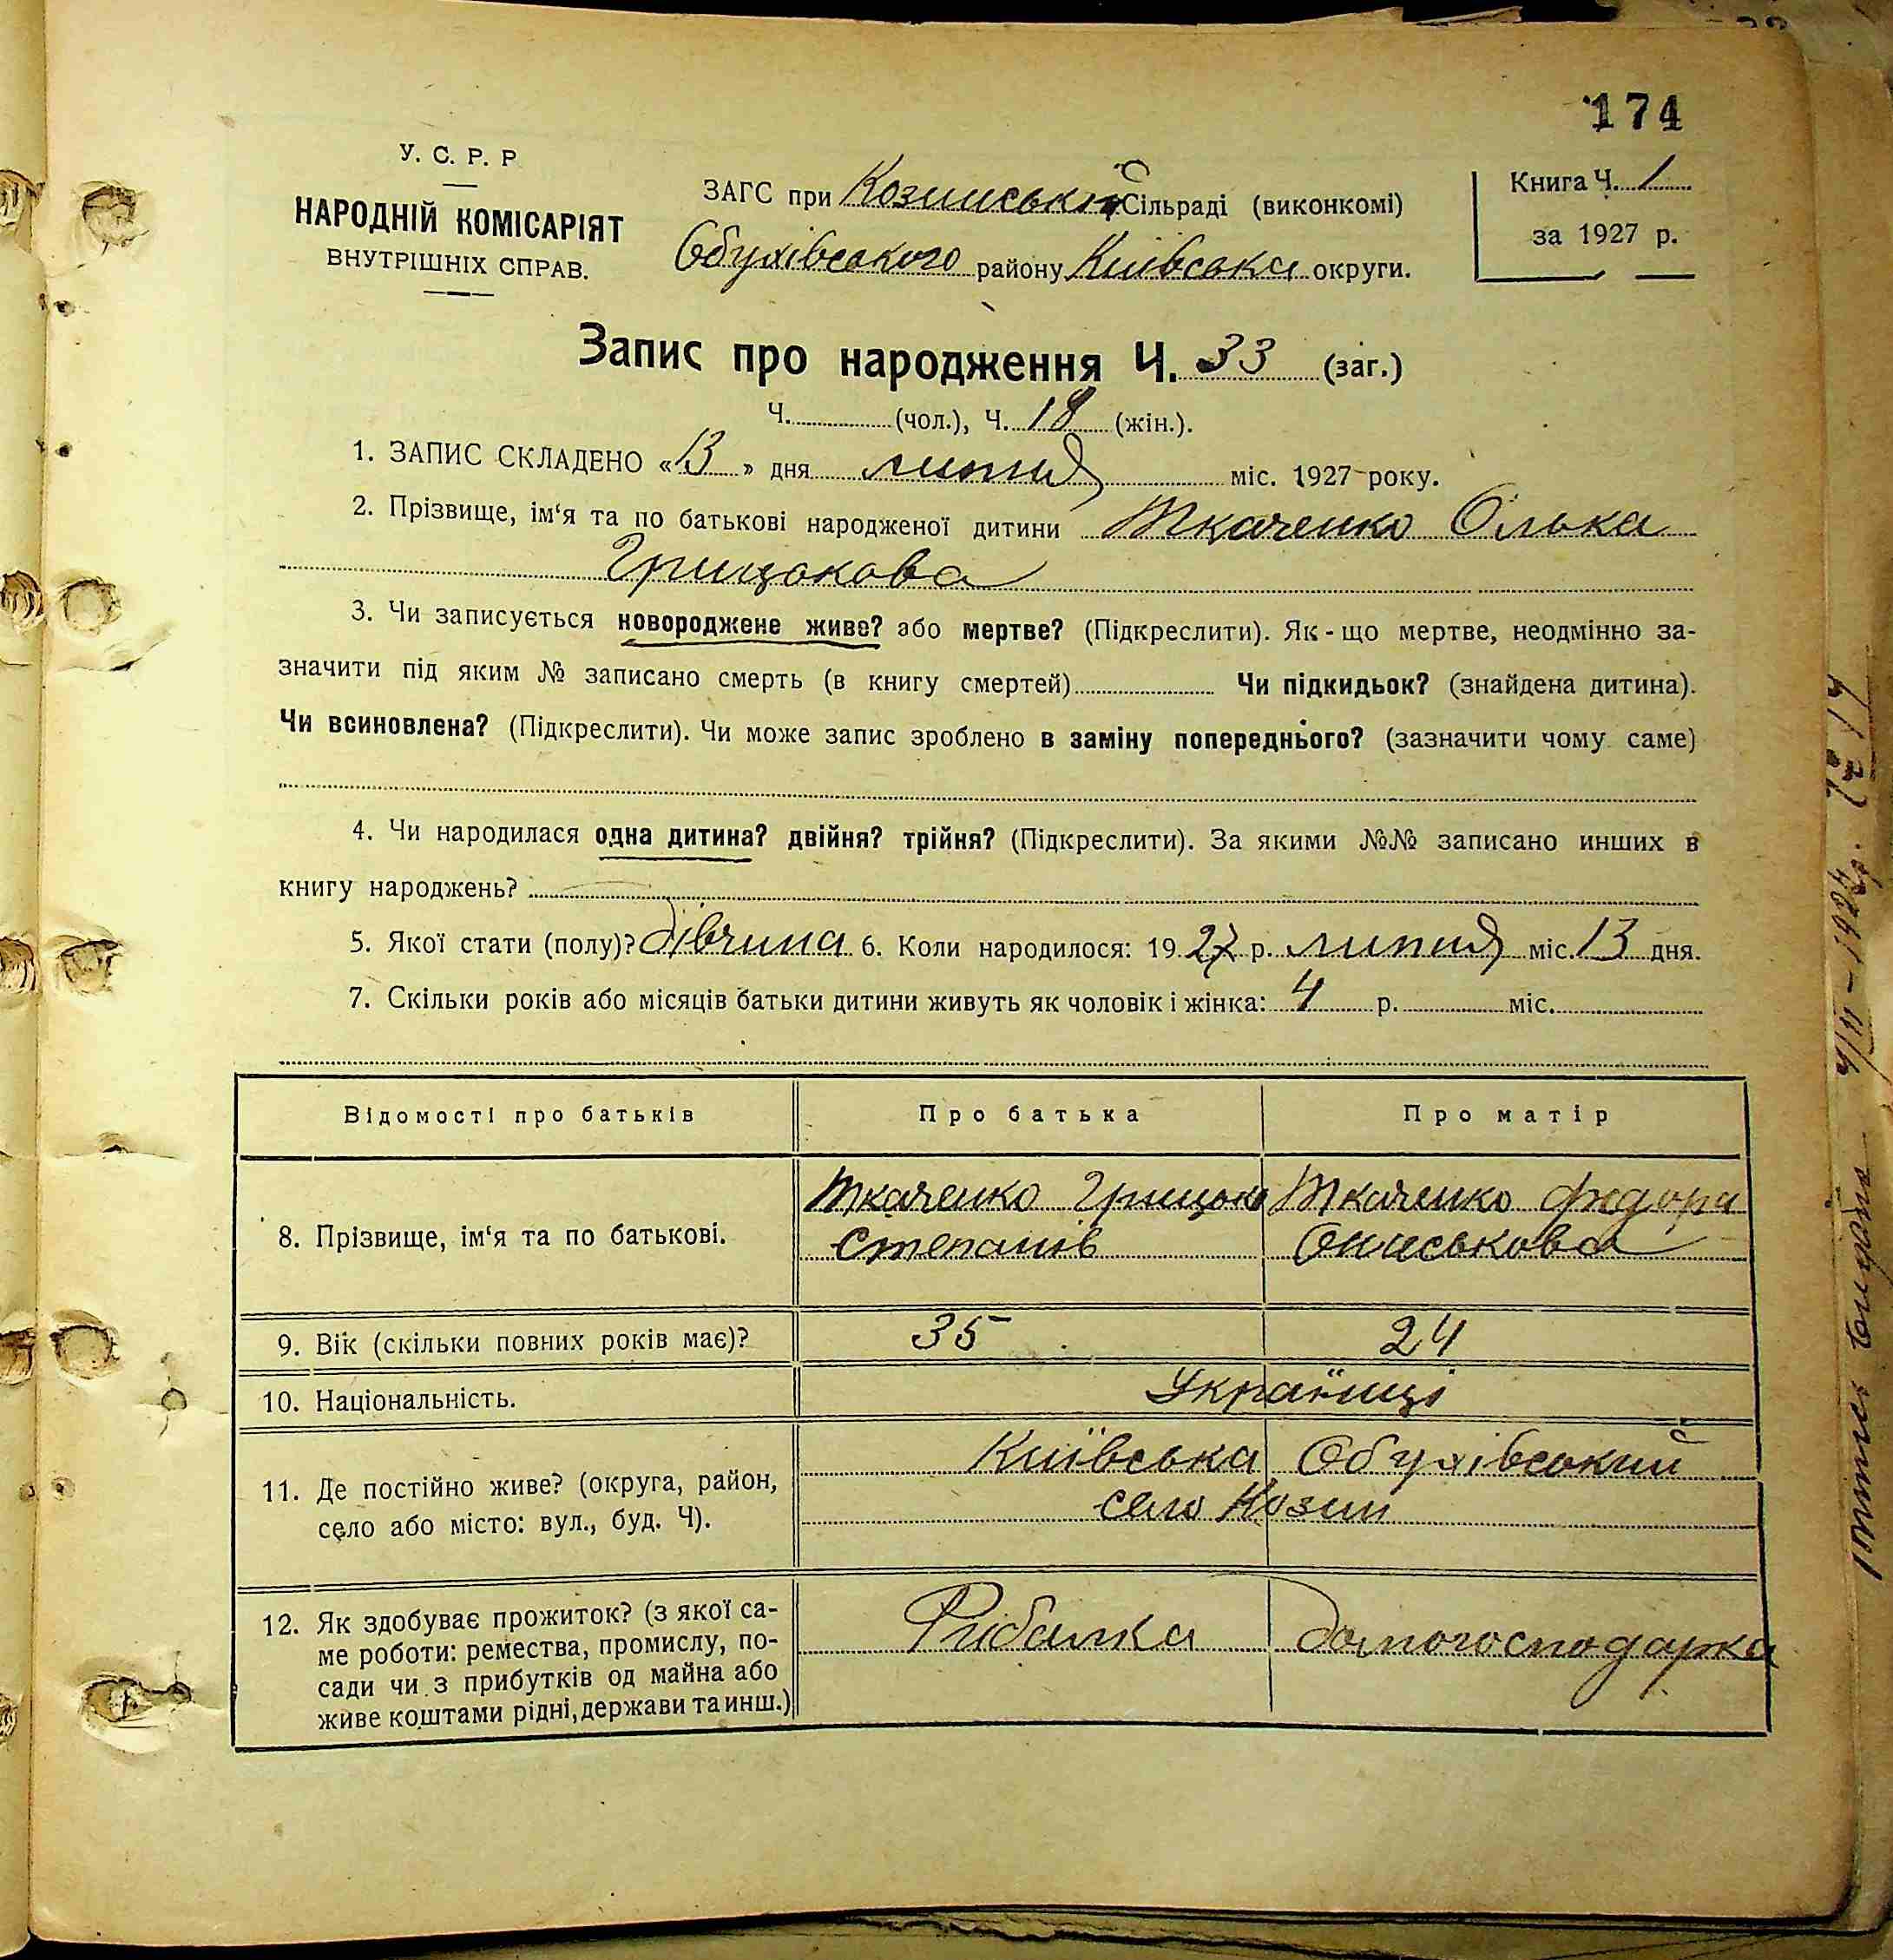 174
У. С. Р. Р
НАРОДНІЙ КОМІСАРІЯТ
ВНУТРІШНІХ СПРАВ.
ЗАГС при Козинській Сільраді (виконкомі)
Обухівського району Київська округи.
Книга Ч. 1
за 1927 р.
Запис про народження Ч. 33 (заг.)
Ч. (чол.), Ч. 18 (жін.).
1. ЗАПИС СКЛАДЕНО «13» дня липня міс. 1927 року.
2. Прізвище, ім‘я та по батькові народженої дитини Ткаченко Олька
Грицькова
3. Чи записується новороджене живе? або мертве? (Підкреслити). Як-що мертве, неодмінно за-
значити під яким № записано смерть (в книгу смертей) Чи підкидьок? (знайдена дитина).
Чи всиновлена? (Підкреслити). Чи може запис зроблено в заміну попереднього? (зазначити чому саме)
4. Чи народилася одна дитина? двійня? трійня? (Підкреслити). За якими №№ записано инших в
книгу народжень?
5. Якої стати (полу)? дівчина 6. Коли народилося: 1927 р. липня міс. 13 дня.
7. Скільки років або місяців батьки дитини живуть як чоловік і жінка: 4 р. міс.
Відомості про батьків Про батька Про матір
8. Прізвище, ім‘я та по батькові. Ткаченко Грицько Ткаченко Федора
Степанів Ониськова
9. Вік (скільки повних років має)? 35 24
10. Національність. Українці
11. Де постійно живе? (округа, район, Київська Обухівський
село або місто: вул., буд. Ч). село Козин
12. Як здобуває прожиток? (з якої са- Рибалка Домогосподарка
ме роботи: ремества, промислу, по-
сади чи з прибутків од майна або
живе коштами рідні, держави та инш.)